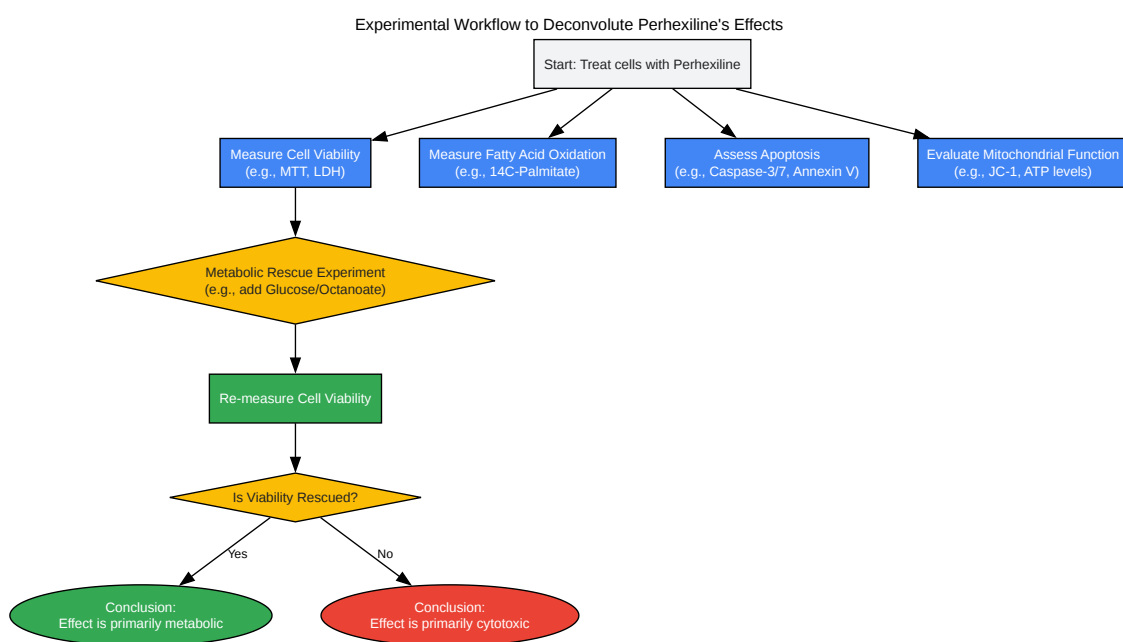 Experimental Workflow to Deconvolute Perhexiline's Effects
Start: Treat cells with Perhexiline
Measure Cell Viability
(e.g., MTT, LDH)
Measure Fatty Acid Oxidation
(e.g., 14C-Palmitate)
Assess Apoptosis
(e.g., Caspase-3/7, Annexin V)
Evaluate Mitochondrial Function
(e.g., JC-1, ATP levels)
Metabolic Rescue Experiment
(e.g., add Glucose/Octanoate)
Re-measure Cell Viability
Is Viability Rescued?
Yes
No
Conclusion:
Effect is primarily metabolic
Conclusion:
Effect is primarily cytotoxic